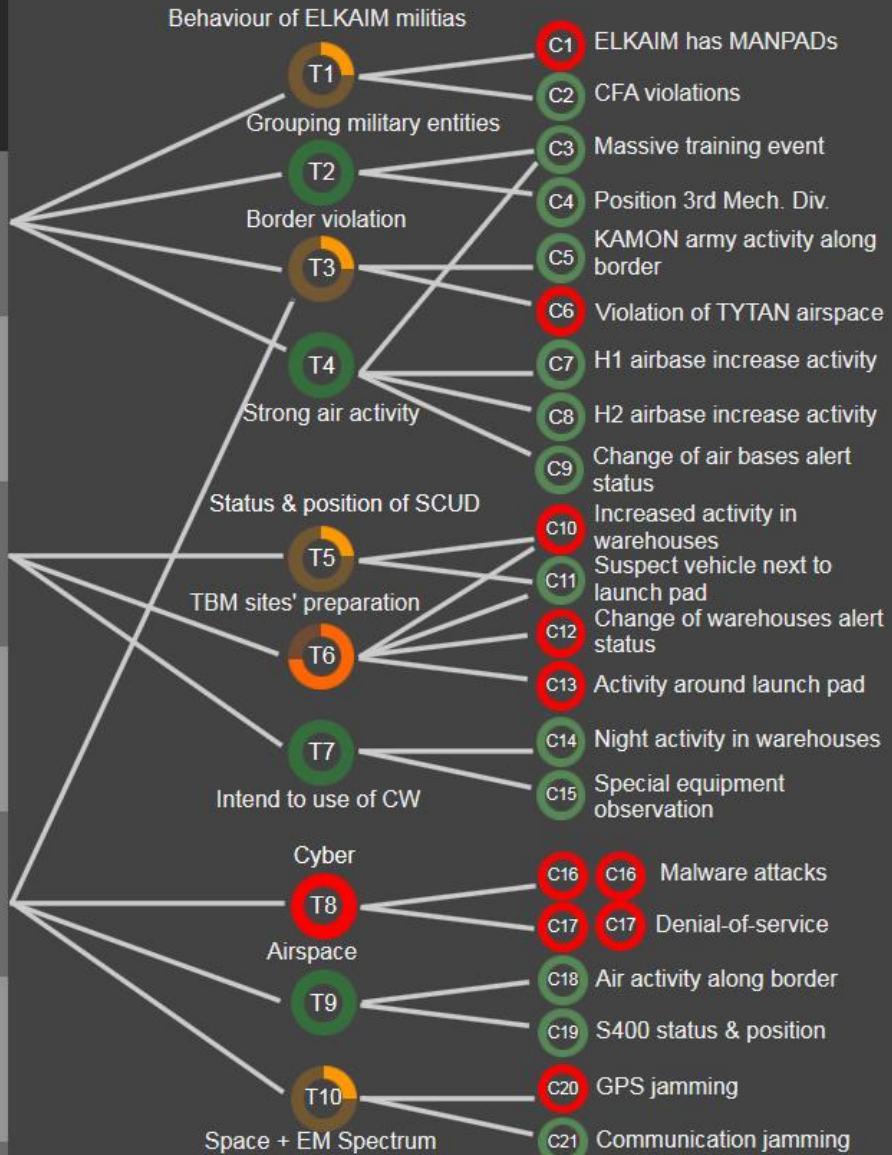 Behaviour of ELKAIM militias
T1
C1 ELKAIM has MANPADs
C2 CFA violations
Grouping military entities
T2
C3 Massive training event
C4 Position 3rd Mech. Div.
Border violation
T3
C5 KAMON army activity along
border
C6 Violation of TYTAN airspace
T4
C7 H1 airbase increase activity
Strong air activity
C8 H2 airbase increase activity
C9 Change of air bases alert
status
Status & position of SCUD
T5
C10 Increased activity in
warehouses
C11 Suspect vehicle next to
launch pad
TBM sites' preparation
T6
C12 Change of warehouses alert
status
C13 Activity around launch pad
T7
C14 Night activity in warehouses
Intend to use of CW
C15 Special equipment
observation
Cyber
T8
C16 C16 Malware attacks
C17 C17 Denial-of-service
Airspace
T9
C18 Air activity along border
C19 S400 status & position
T10
C20 GPS jamming
Space + EM Spectrum
C21 Communication jamming